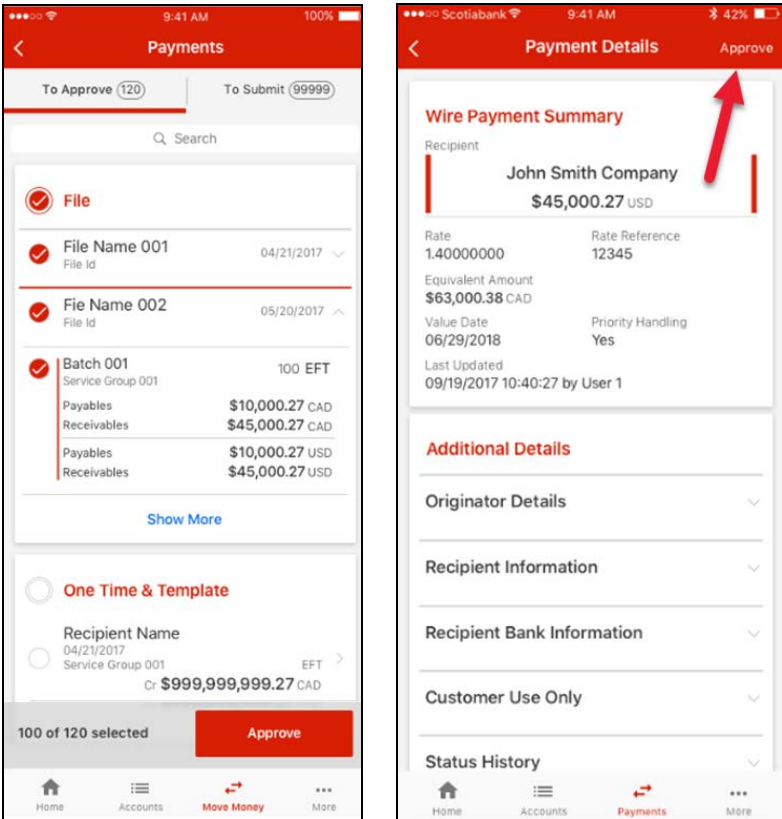 9:41 AM 100%
Payments
To Approve (120) To Submit (99999)
Search
File
File Name 001 04/21/2017
File Id
Fie Name 002 05/20/2017
File Id
Batch 001 100 EFT
Service Group 001
Payables $10,000.27 CAD
Receivables $45,000.27 CAD
Payables $10,000.27 USD
Receivables $45,000.27 USD
Show More
One Time & Template
Recipient Name
04/21/2017
Service Group 001 EFT
Cr $999,999,999.27 CAD
100 of 120 selected Approve
Home Accounts Move Money More
Scotiabank 9:41 AM 42%
Payment Details Approve
Wire Payment Summary
Recipient
John Smith Company
$45,000.27 USD
Rate Rate Reference
1.40000000 12345
Equivalent Amount
$63,000.38 CAD
Value Date Priority Handling
06/29/2018 Yes
Last Updated
09/19/2017 10:40:27 by User 1
Additional Details
Originator Details
Recipient Information
Recipient Bank Information
Customer Use Only
Status History
Home Accounts Payments More